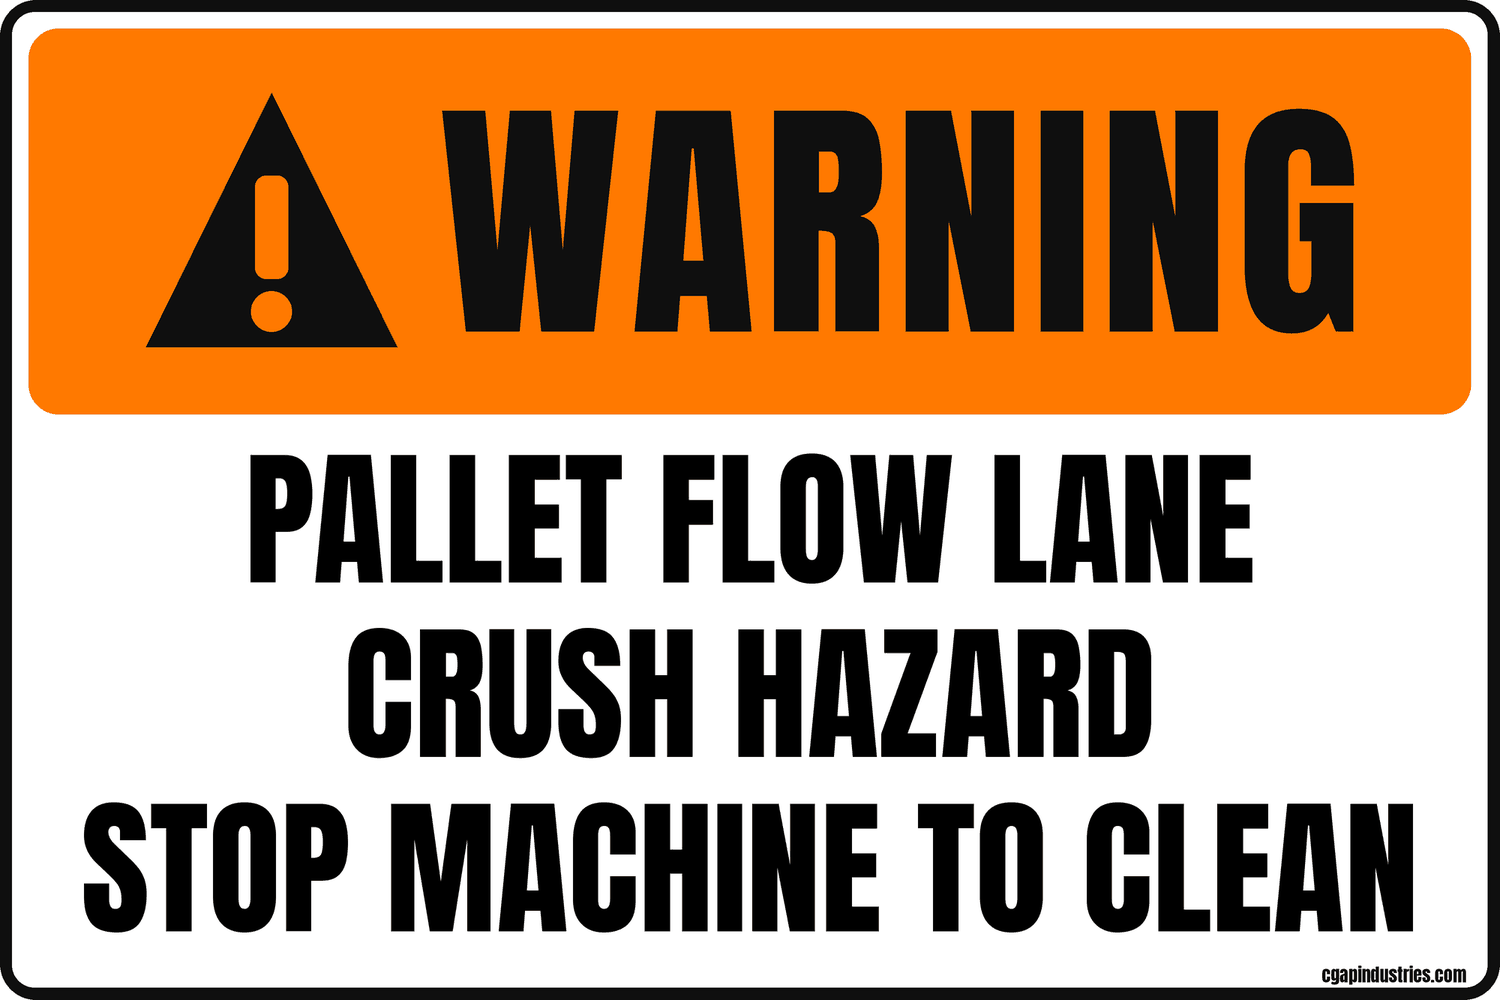 WARNING
PALLET FLOW LANE
CRUSH HAZARD
STOP MACHINE TO CLEAN
cgapindustries.com